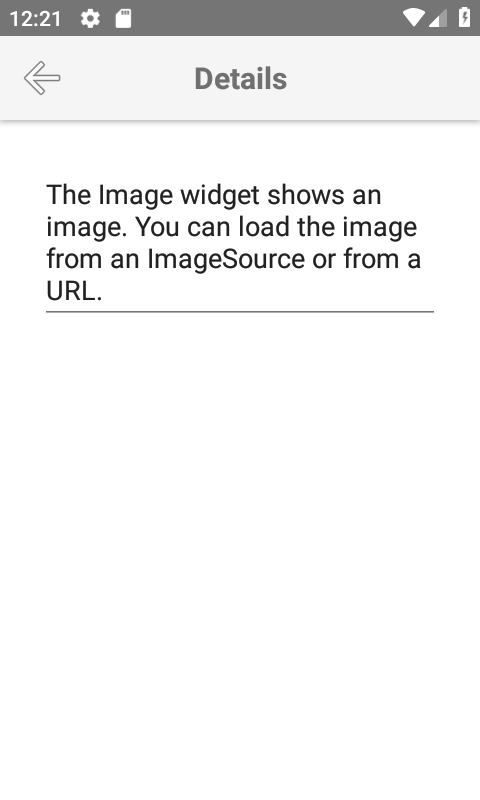 12:21
Details
The Image widget shows an
image. You can load the image
from an ImageSource or from a
URL.